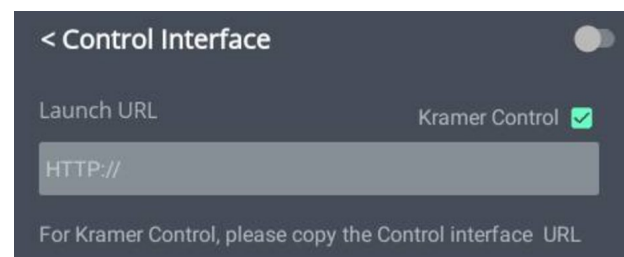 < Control Interface
Launch URL
Kramer Control
HTTP://
For Kramer Control, please copy the Control interface URL